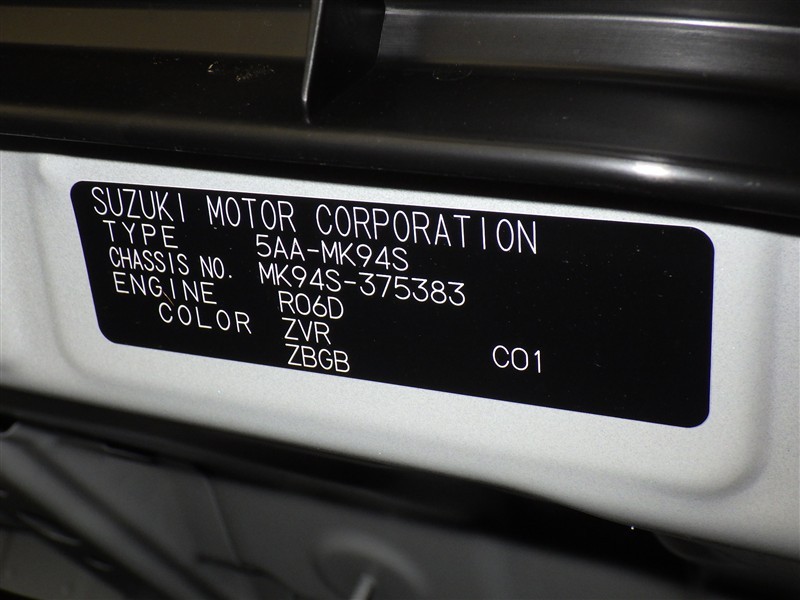 SUZUKI MOTOR CORPORATION
TYPE 5AA-MK94S
CHASSIS NO. MK94S-375383
ENGINE R06D
COLOR ZVR
ZBGB C01